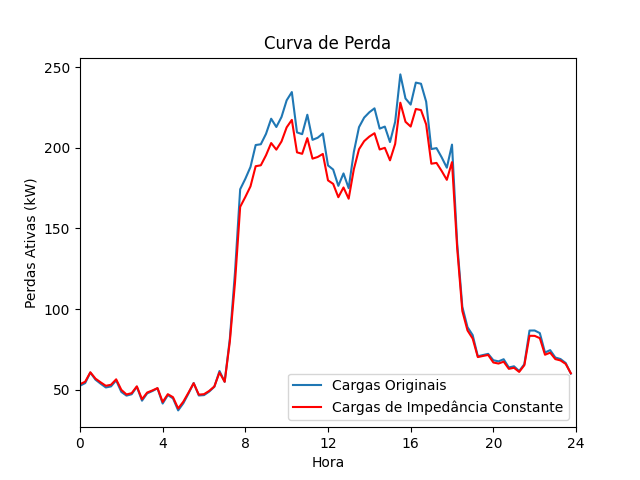 Curva de Perda
250
200
150
100
50
Perdas Ativas (kW)
Cargas Originais
Cargas de Impedância Constante
0 4 8 12 16 20 24
Hora